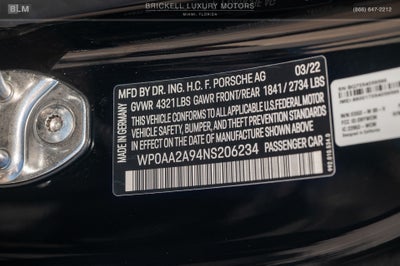 B|LM
BRICKELL LUXURY MOTORS
MIAMI, FLORIDA
(866) 647-2212
MFD BY DR. ING. H.C. F. PORSCHE AG 03/22
GVWR 4321 LBS GAWR FRONT/REAR 1841 / 2734 LBS
THIS VEHICLE CONFORMS TO ALL APPLICABLE U.S. FEDERAL MOTOR
VEHICLE SAFETY, BUMPER, AND THEFT PREVENTION STANDARDS
IN EFFECT ON THE DATE OF MANUFACTURE SHOWN ABOVE.
WP0AA2A94NS206234 PASSENGER CAR
MADE IN GERMANY